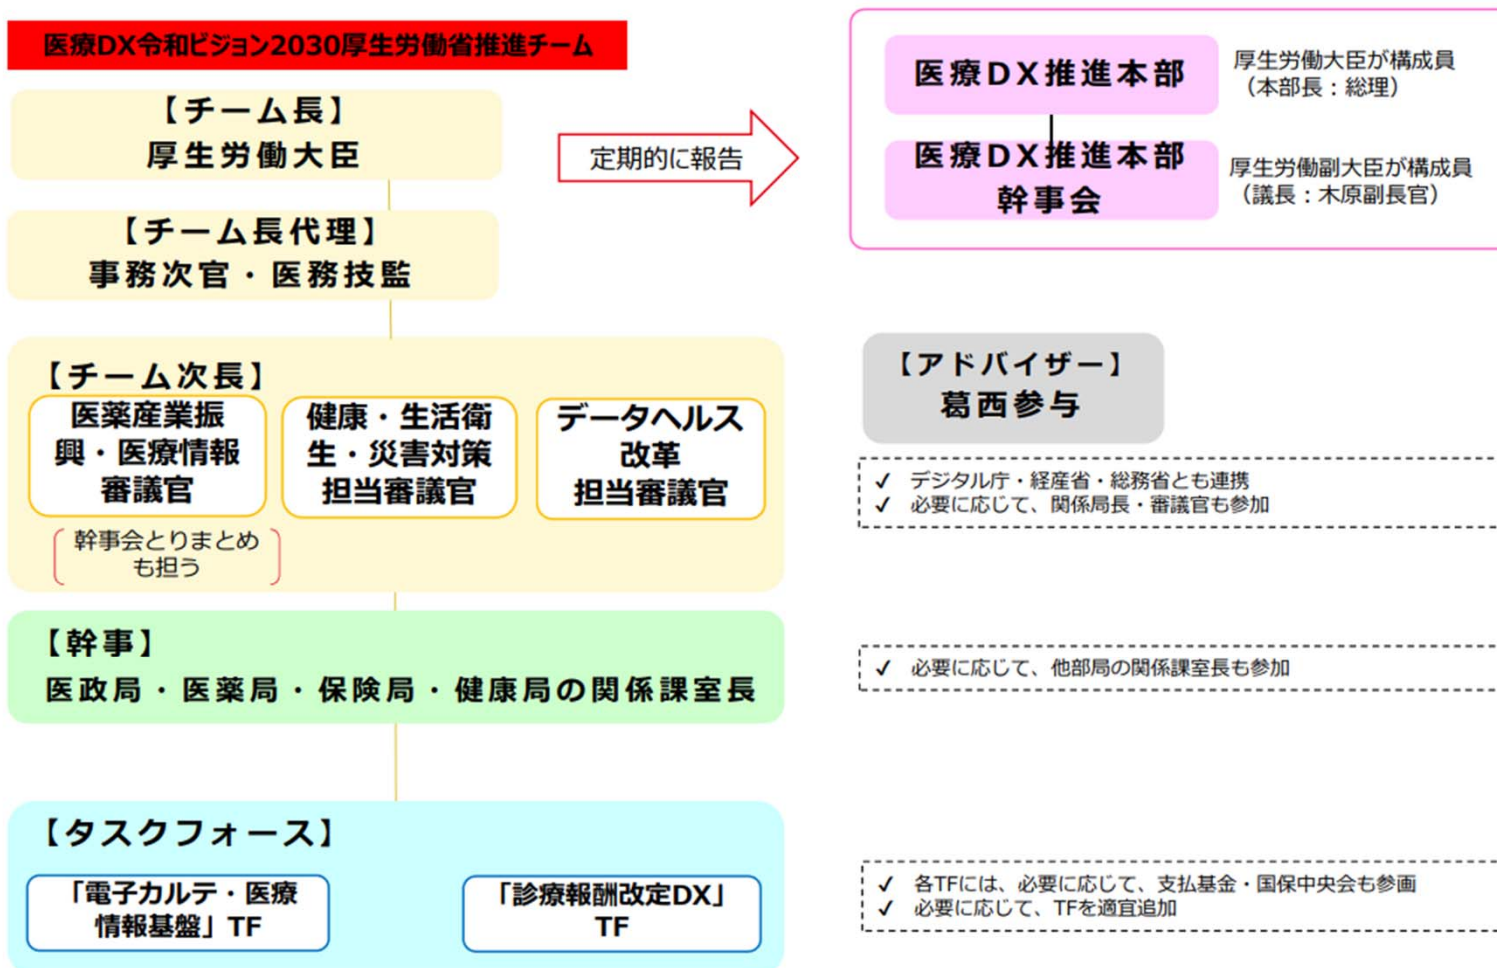 医療DX令和ビジョン2030厚生労働省推進チーム
【チーム長】
厚生労働大臣
定期的に報告
医療DX推進本部
厚生労働大臣が構成員
（本部長：総理）
医療DX推進本部
幹事会
厚生労働副大臣が構成員
（議長：木原副長官）
【チーム長代理】
事務次官・医務技監
【チーム次長】
医薬産業振
興・医療情報
審議官
健康・生活衛
生・災害対策
担当審議官
データヘルス
改革
担当審議官
幹事会とりまとめ
も担う
【アドバイザー】
葛西参与
✓ デジタル庁・経産省・総務省とも連携
✓ 必要に応じて、関係局長・審議官も参加
【幹事】
医政局・医薬局・保険局・健康局の関係課室長
✓ 必要に応じて、他部局の関係課室長も参加
【タスクフォース】
「電子カルテ・医療
情報基盤」TF
「診療報酬改定DX」
TF
✓ 各TFには、必要に応じて、支払基金・国保中央会も参画
✓ 必要に応じて、TFを適宜追加